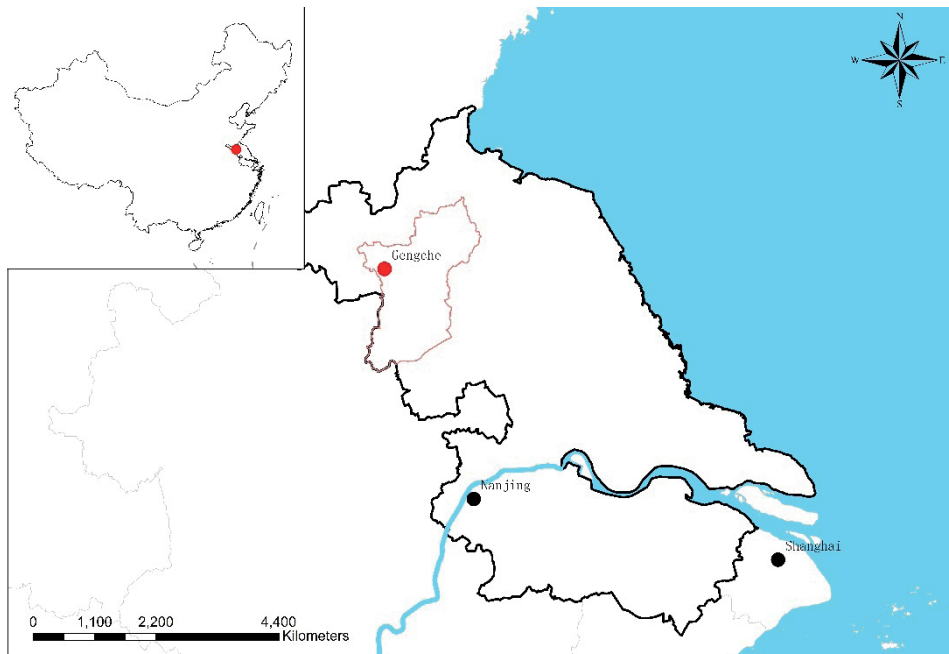 N
W E
S
Gengche
Nanjing
Shanghai
0 1,100 2,200 4,400
Kilometers